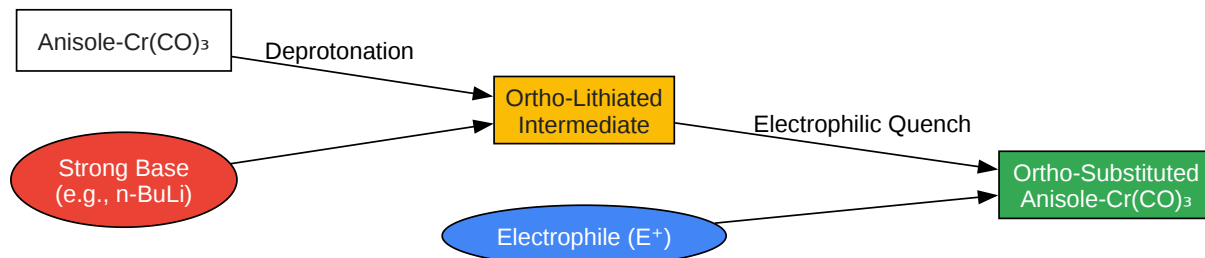 Anisole-Cr(CO)₃
Deprotonation
Strong Base
(e.g., n-BuLi)
Ortho-Lithiated
Intermediate
Electrophilic Quench
Electrophile (E⁺)
Ortho-Substituted
Anisole-Cr(CO)₃